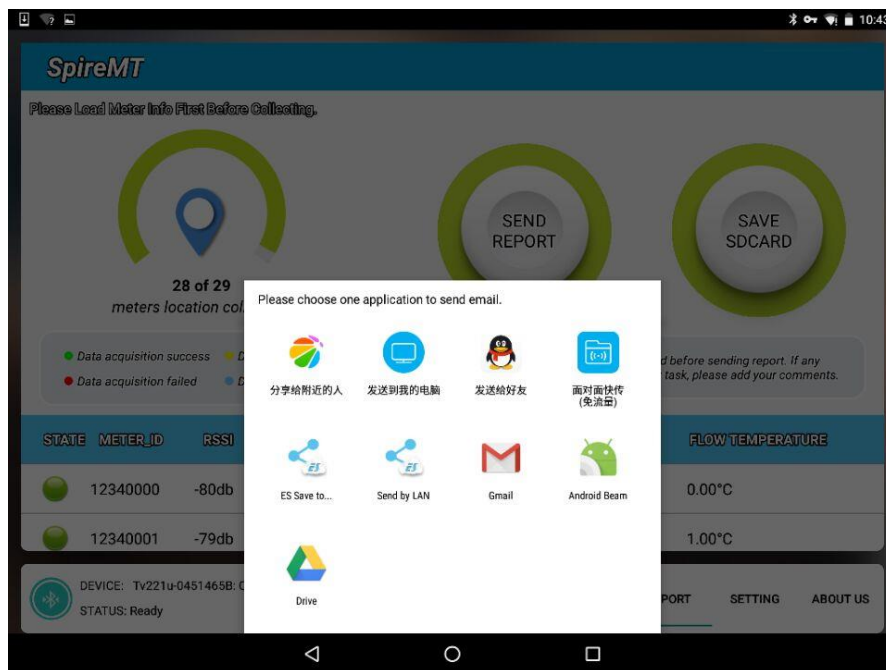 10:43
SpireMT
Please Load Meter Info First Before Collecting.
SEND
REPORT
SAVE
SDCARD
28 of 29
meters location col
Please choose one application to send email.
Data acquisition success
Data acquisition failed
d before sending report. If any
task, please add your comments.
分享给附近的人
发送到我的电脑
发送给好友
面对面快传
(免流量)
STATE METER_ID RSSI FLOW TEMPERATURE
ES
ES
ES Save to...
Send by LAN
Gmail
Android Beam
12340000 -80db 0.00°C
12340001 -79db 1.00°C
Drive
DEVICE: Tv221u-0451465B:
STATUS: Ready
PORT SETTING ABOUT US